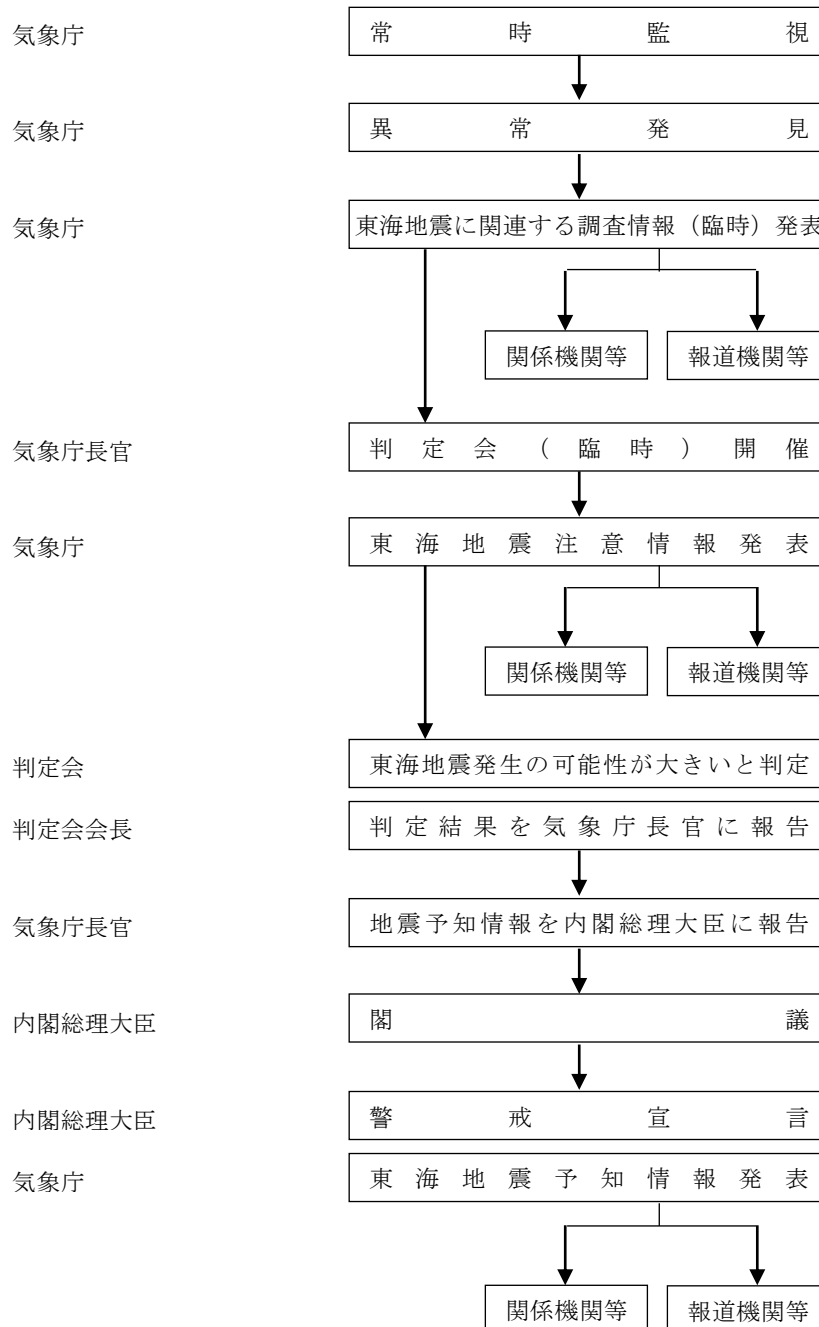 気象庁 常時監視
気象庁 異常発見
気象庁 東海地震に関連する調査情報（臨時）発表
関係機関等 報道機関等
気象庁長官 判定会（臨時）開催
気象庁 東海地震注意情報発表
関係機関等 報道機関等
判定会 東海地震発生の可能性が大きいと判定
判定会会長 判定結果を気象庁長官に報告
気象庁長官 地震予知情報を内閣総理大臣に報告
内閣総理大臣 閣議
内閣総理大臣 警戒宣言
気象庁 東海地震予知情報発表
関係機関等 報道機関等